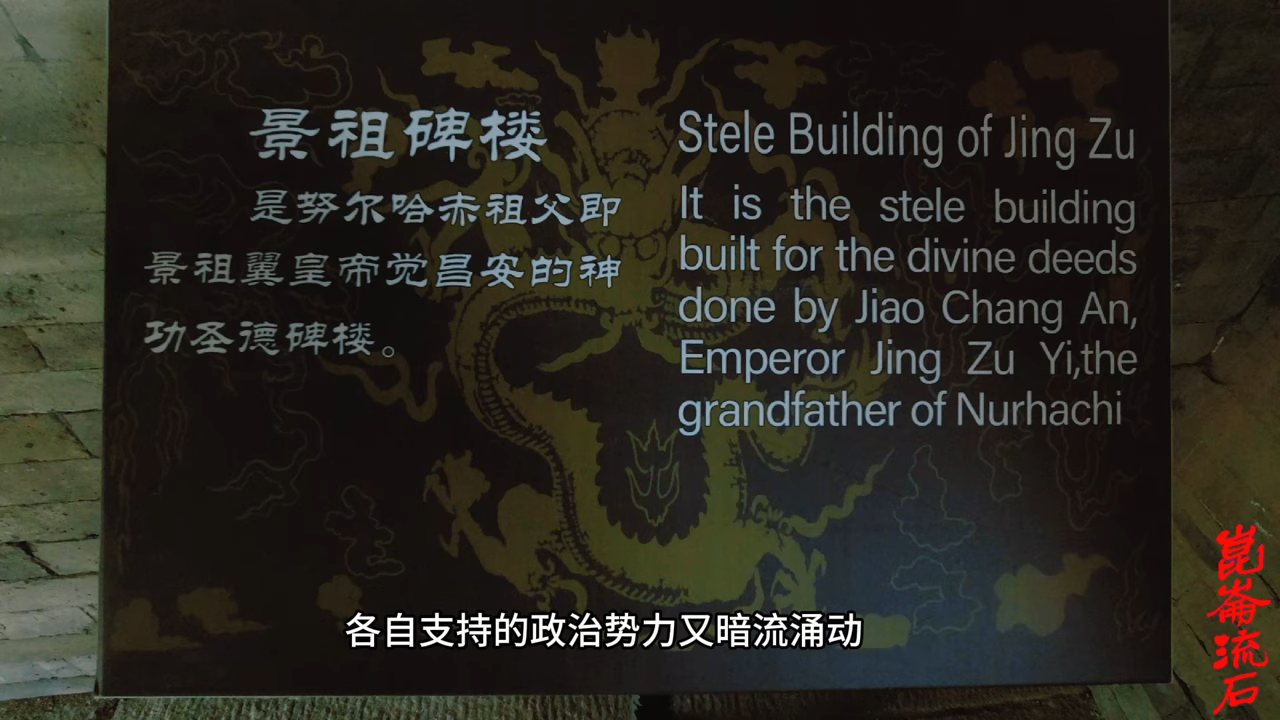 景祖碑楼
是努尔哈赤祖父即
景祖翼皇帝觉昌安的神
功圣德碑楼。
Stele Building of Jing Zu
It is the stele building
built for the divine deeds
done by Jiao Chang An,
Emperor Jing Zu Yi,the
grandfather of Nurhachi
各自支持的政治势力又暗流涌动
崑崙流石